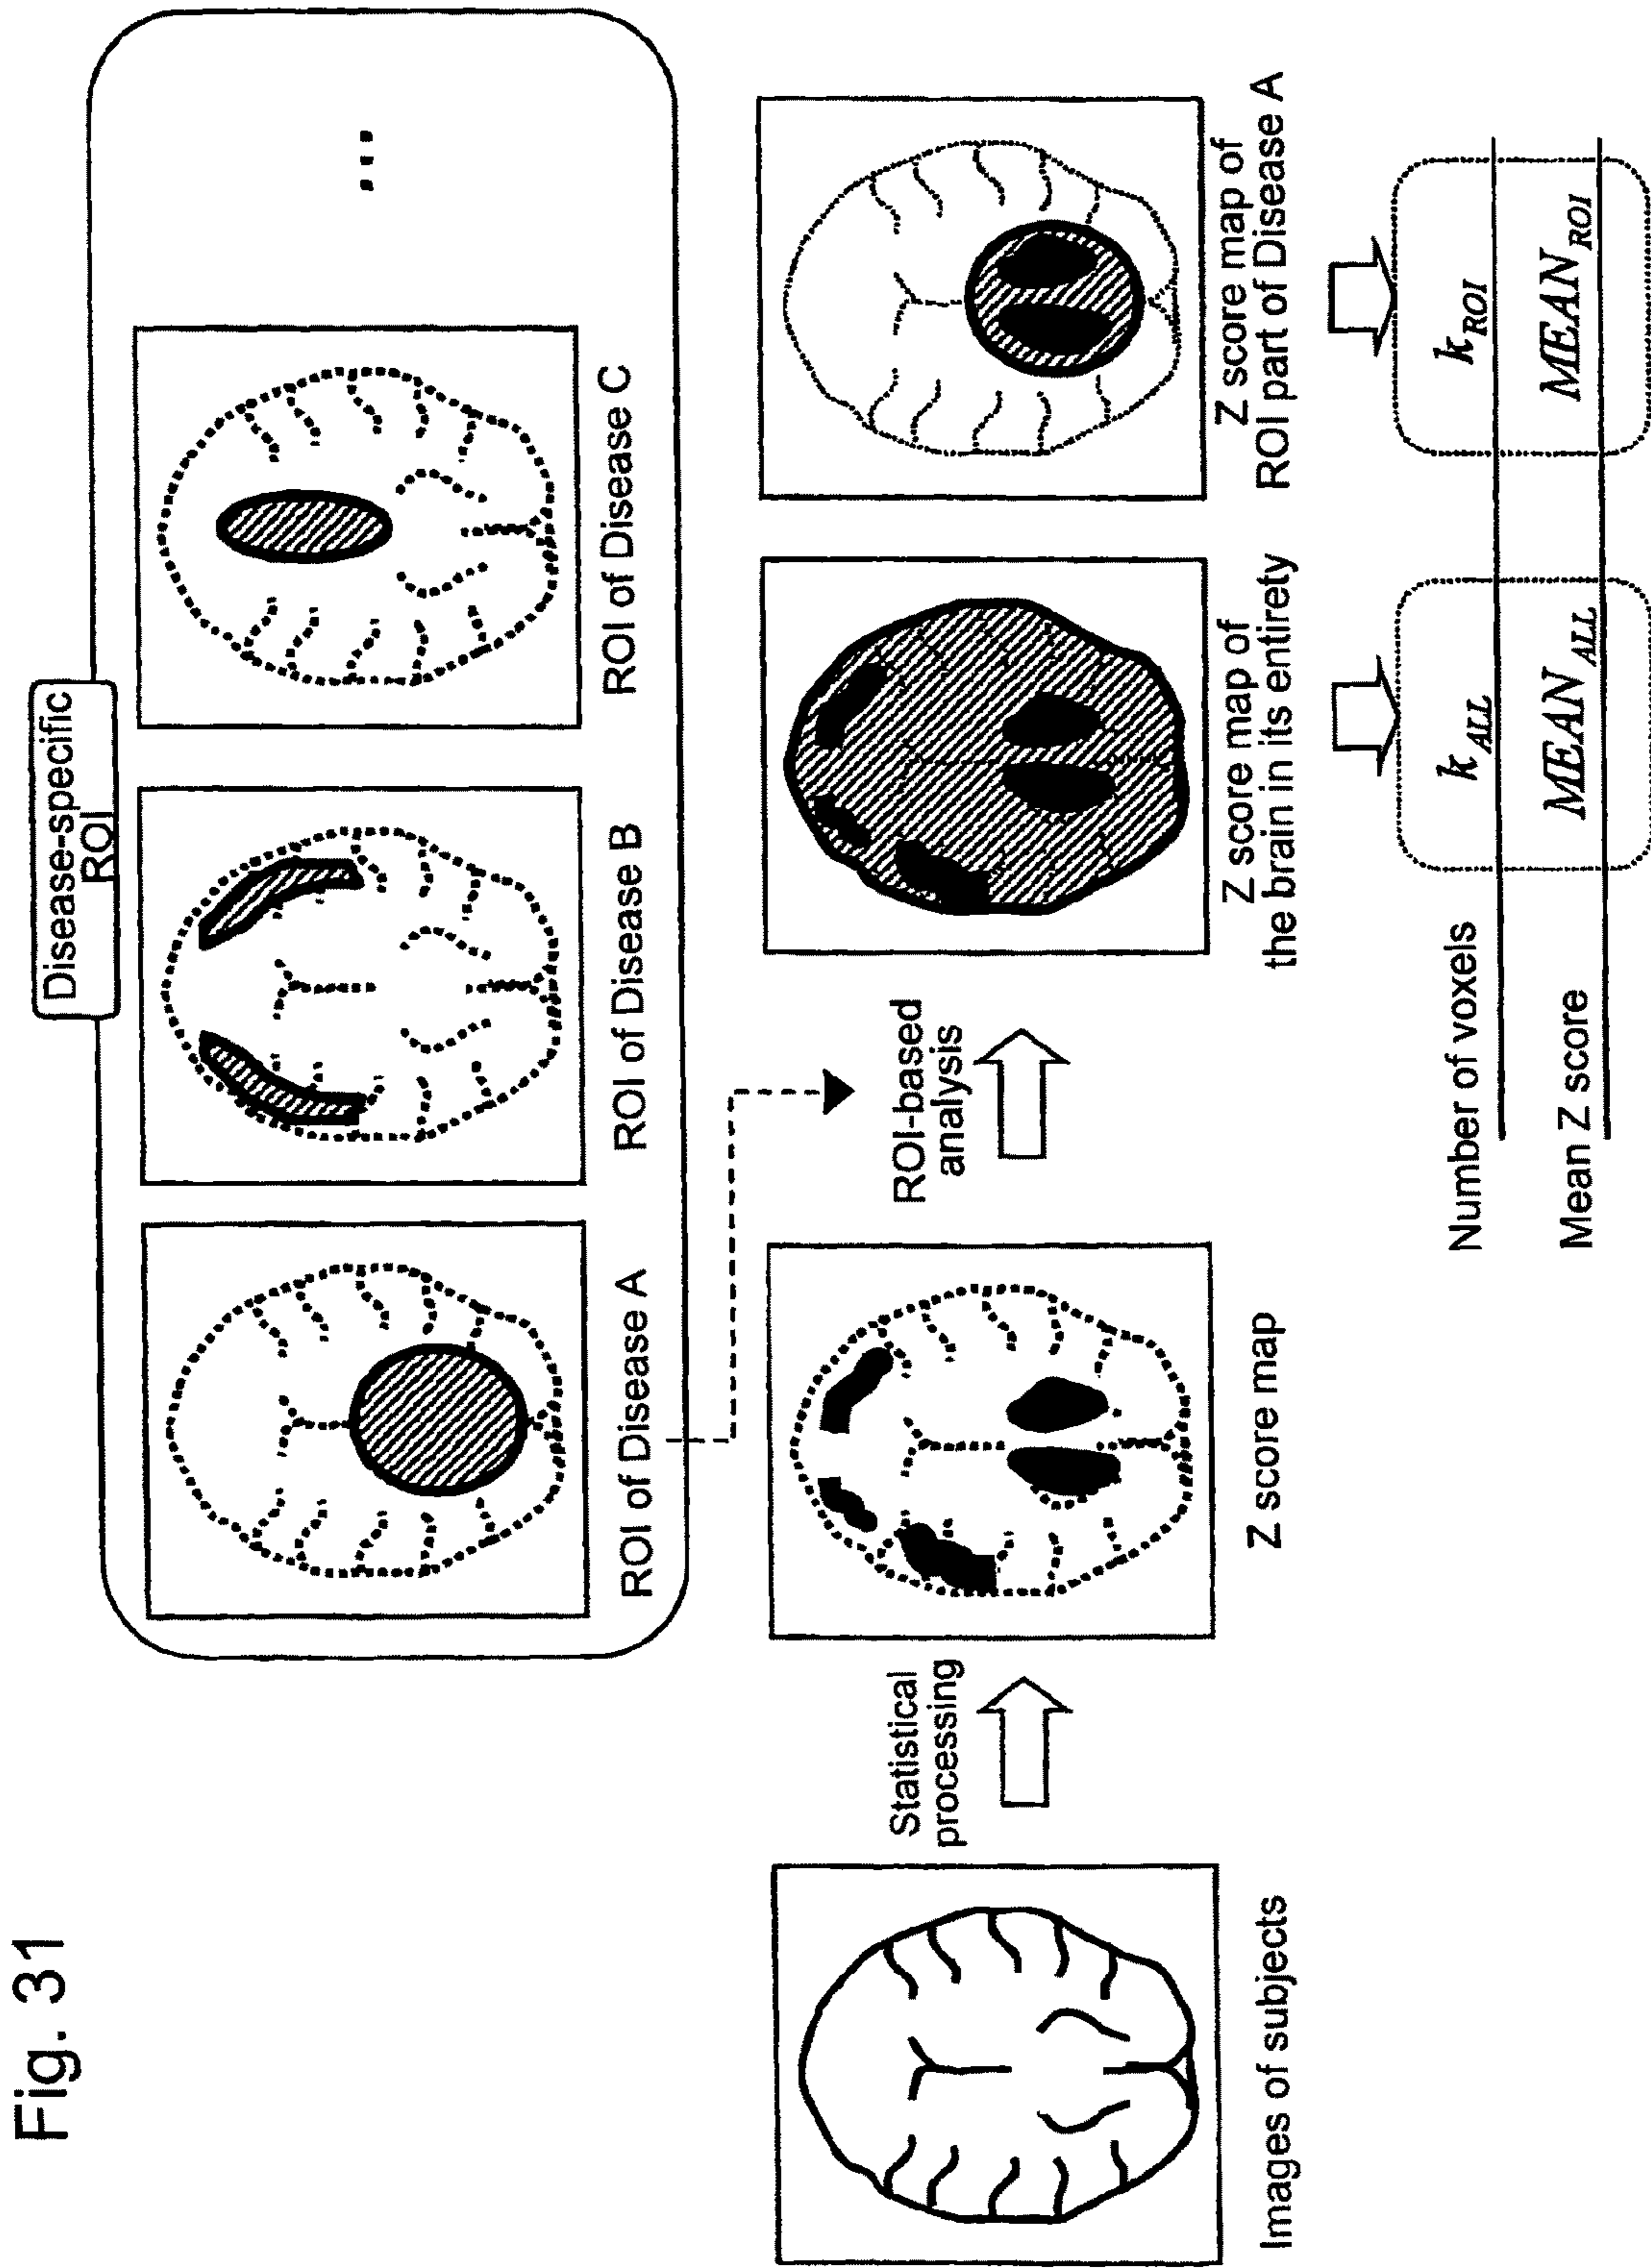 Fig. 31
Disease-specific
ROI
ROI of Disease A
ROI of Disease B
ROI of Disease C
...
Images of subjects
Statistical
processing
Z score map
ROI-based
analysis
Z score map of
the brain in its entirety
Z score map of
ROI part of Disease A
Number of voxels
k_ALL
k_ROI
Mean Z score
MEAN_ALL
MEAN_ROI